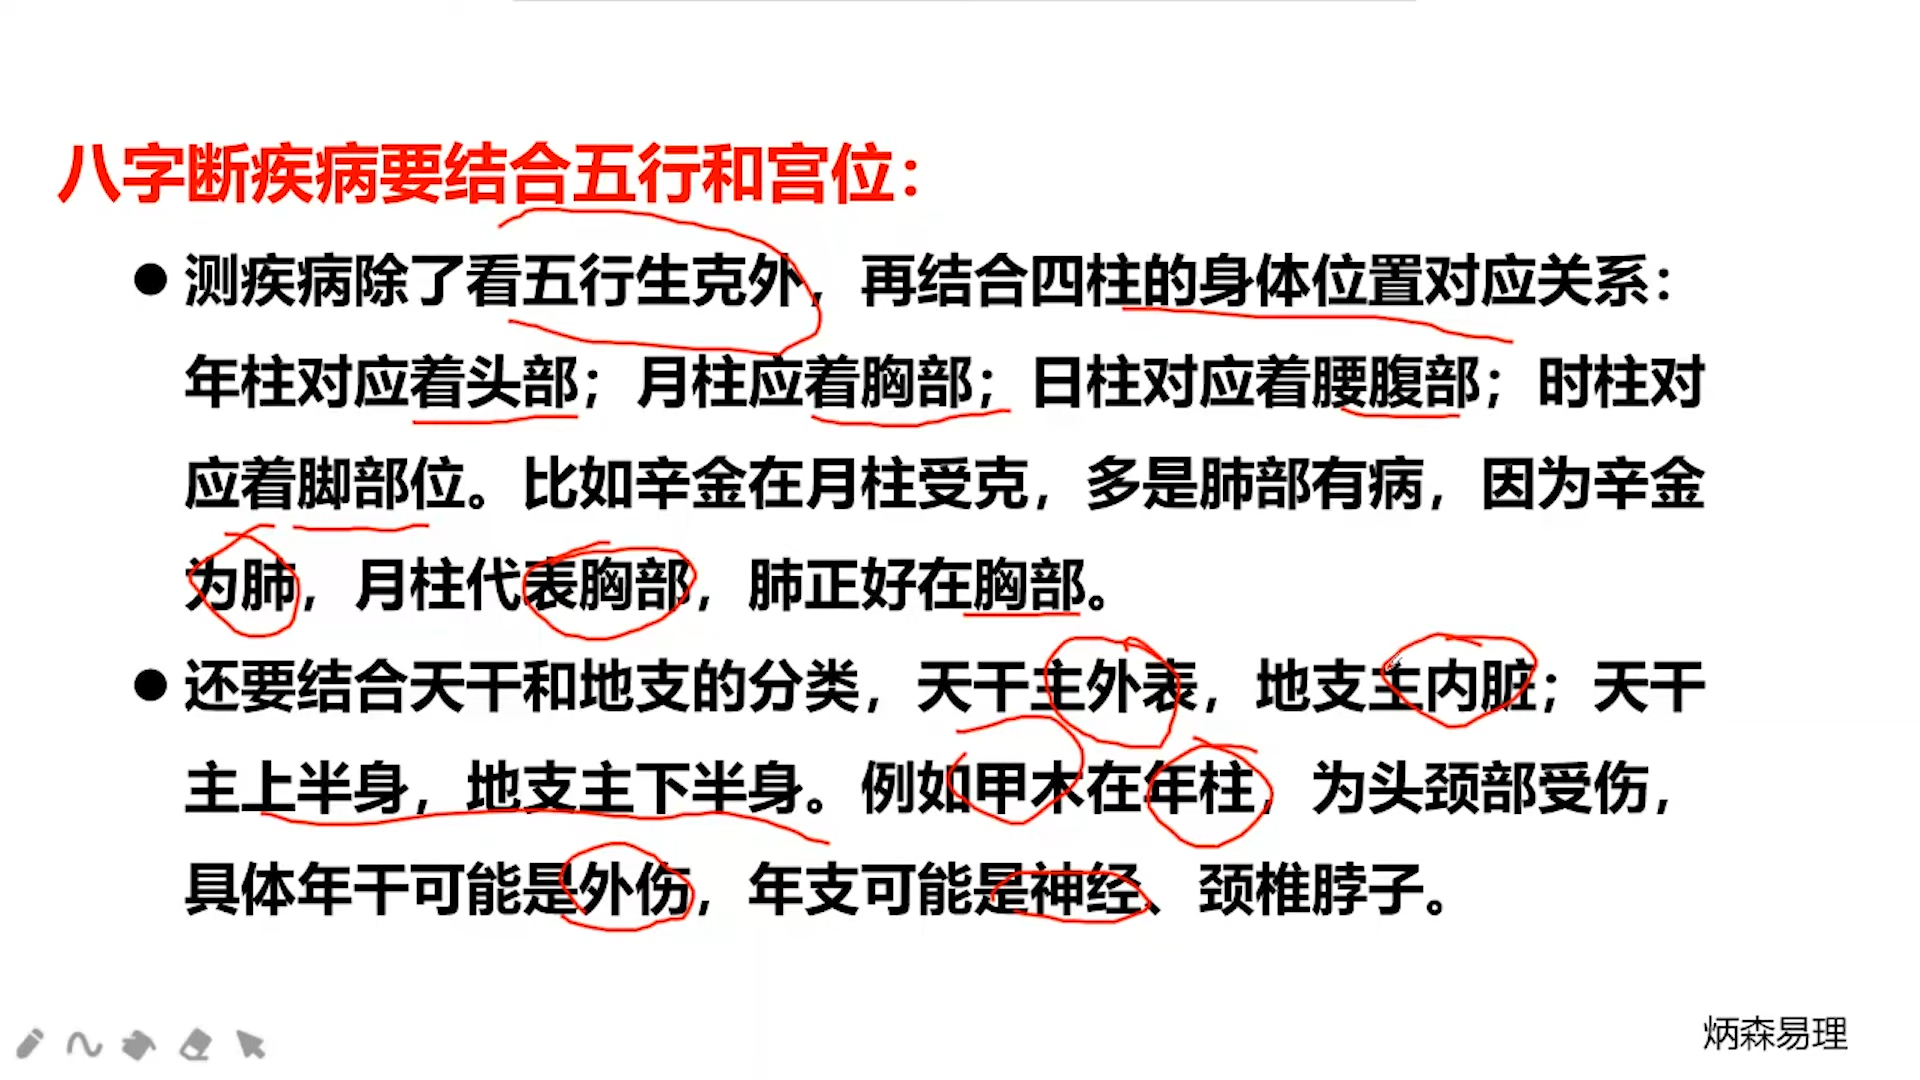 八字断疾病要结合五行和宫位：
●测疾病除了看五行生克外，再结合四柱的身体位置对应关系：
年柱对应着头部；月柱应着胸部；日柱对应着腰腹部；时柱对
应着脚部位。比如辛金在月柱受克，多是肺部有病，因为辛金
为肺，月柱代表胸部，肺正好在胸部。
●还要结合天干和地支的分类，天干主外表，地支主内脏；天干
主上半身，地支主下半身。例如甲木在年柱，为头颈部受伤，
具体年干可能是外伤，年支可能是神经、颈椎脖子。
炳森易理